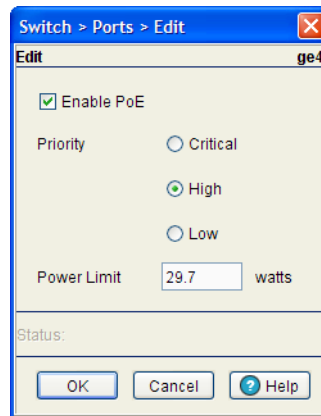 Switch > Ports > Edit
Edit ge4
Enable PoE
Priority Critical
High
Low
Power Limit 29.7 watts
Status:
OK Cancel ? Help